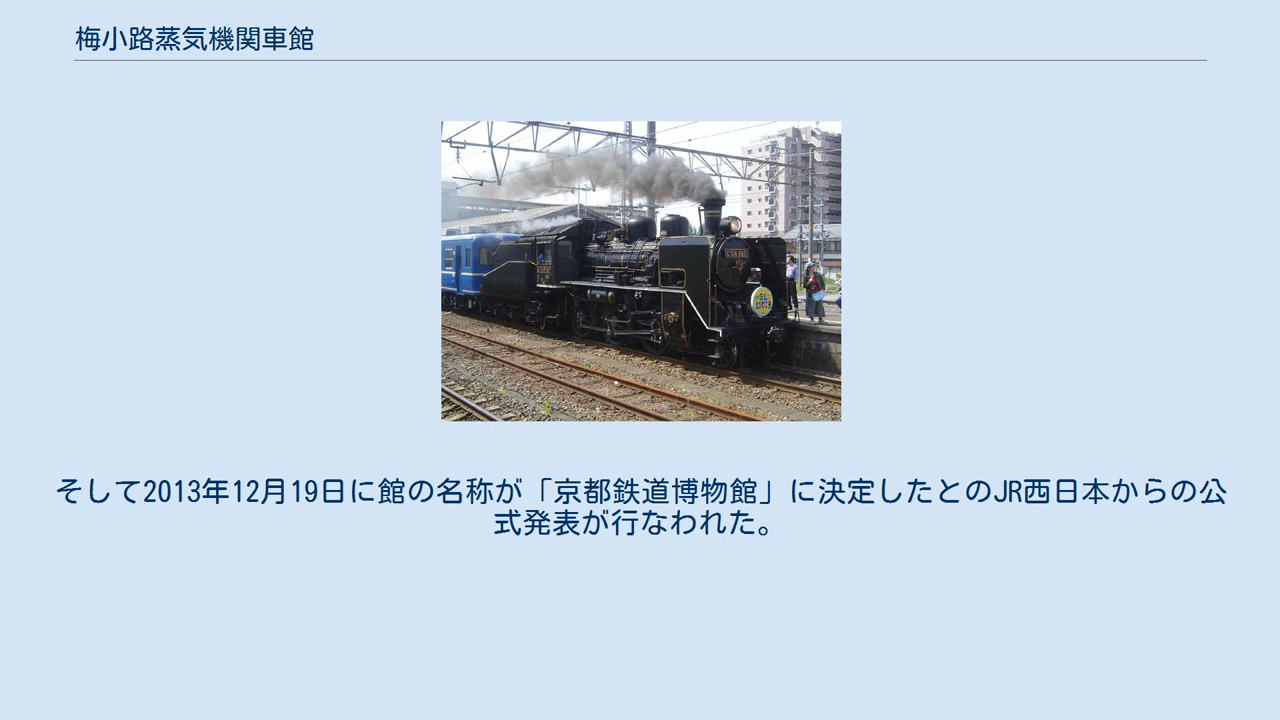 梅小路蒸気機関車館
そして2013年12月19日に館の名称が「京都鉄道博物館」に決定したとのJR西日本からの公
式発表が行なわれた。